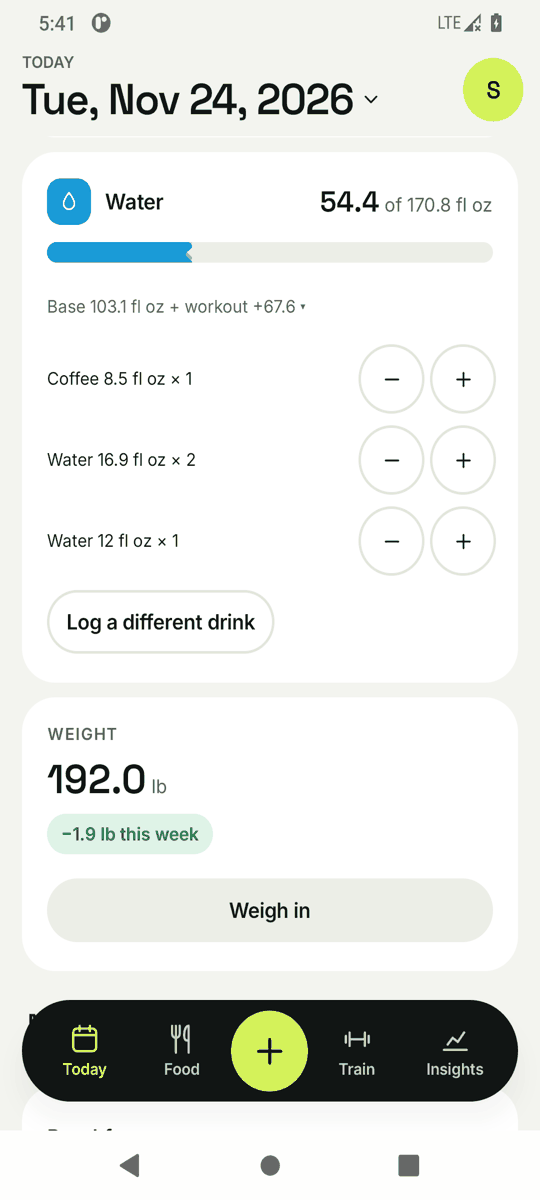 5:41
LTE
TODAY
Tue, Nov 24, 2026
S
Water
54.4 of 170.8 fl oz
Base 103.1 fl oz + workout +67.6 ▾
Coffee 8.5 fl oz × 1
− +
Water 16.9 fl oz × 2
− +
Water 12 fl oz × 1
− +
Log a different drink
WEIGHT
192.0 lb
−1.9 lb this week
Weigh in
Today
Food
+
Train
Insights